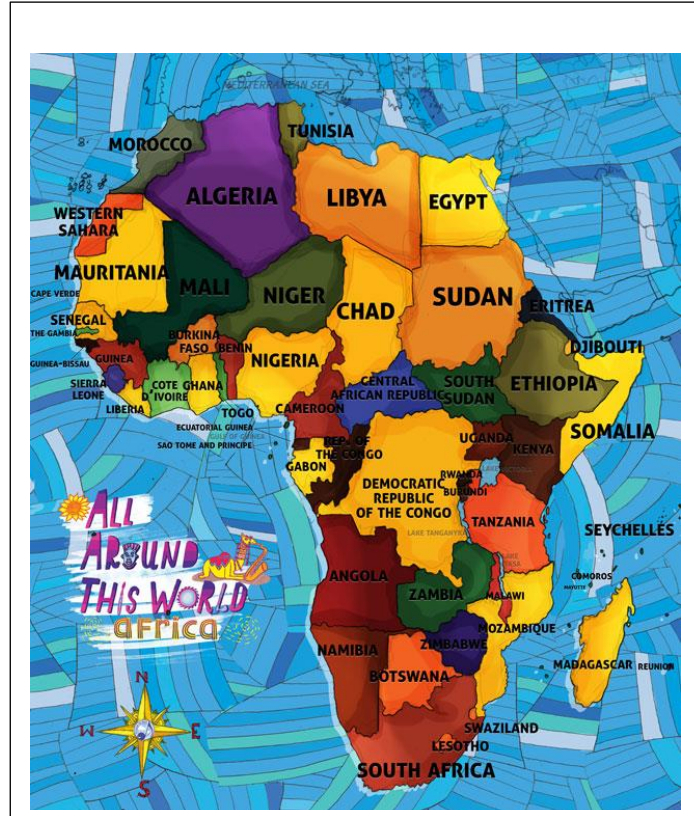 MEDITERRANEAN SEA
TUNISIA
MOROCCO
ALGERIA
LIBYA
EGYPT
WESTERN
SAHARA
MAURITANIA
MALI
NIGER
CHAD
SUDAN
ERITREA
CAPE VERDE
SENEGAL
THE GAMBIA
GUINEA-BISSAU
GUINEA
BURKINA
FASO
BENIN
NIGERIA
DJIBOUTI
SIERRA
LEONE
LIBERIA
COTE
D'IVOIRE
GHANA
TOGO
CAMEROON
CENTRAL
AFRICAN REPUBLIC
SOUTH
SUDAN
ETHIOPIA
SOMALIA
EQUATORIAL GUINEA
GULF OF GUINEA
SAO TOME AND PRINCIPE
GABON
REP. OF
THE CONGO
UGANDA
KENYA
RWANDA
BURUNDI
LAKE VICTORIA
DEMOCRATIC
REPUBLIC
OF THE CONGO
LAKE TANGANYKA
TANZANIA
SEYCHELLES
ALL
AROUND
THIS WORLD
africa
ANGOLA
ZAMBIA
MALAWI
COMOROS
MAYOTTE
MOZAMBIQUE
ZIMBABWE
NAMIBIA
BOTSWANA
MADAGASCAR
REUNION
SWAZILAND
LESOTHO
SOUTH AFRICA
N
W
E
S